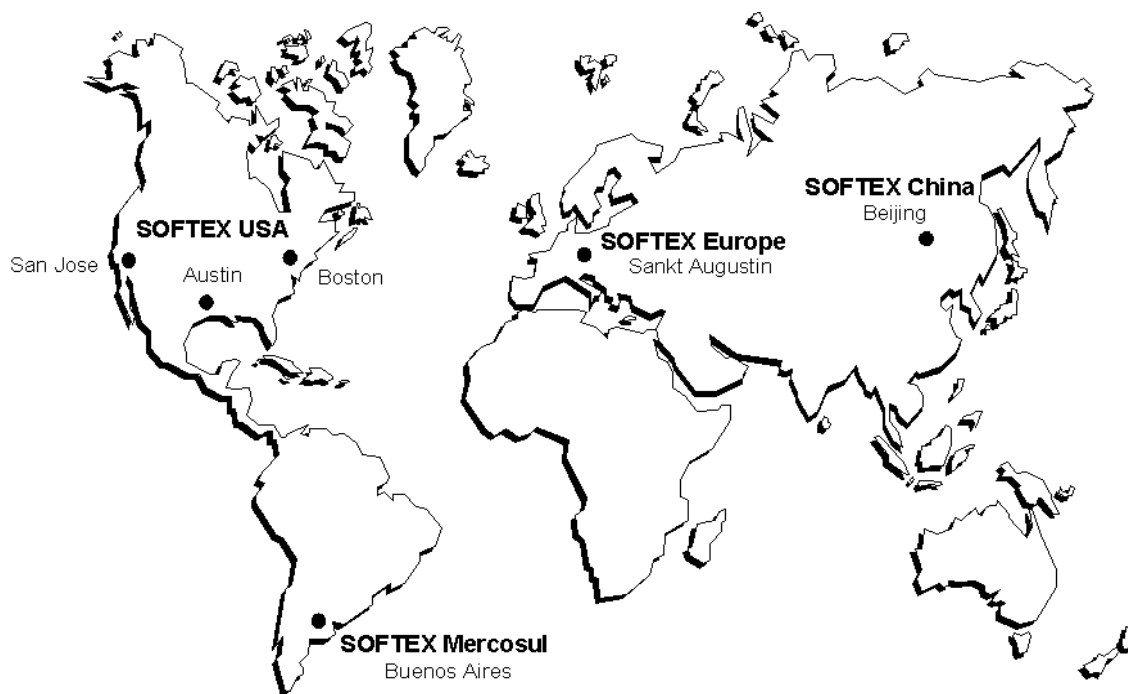 SOFTEX China
Beijing
SOFTEX USA
San Jose
Austin
Boston
SOFTEX Europe
Sankt Augustin
SOFTEX Mercosul
Buenos Aires